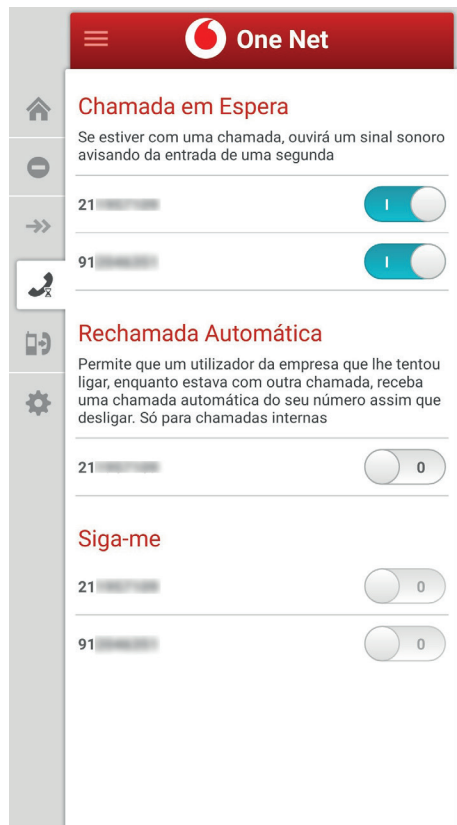 One Net
Chamada em Espera
Se estiver com uma chamada, ouvirá um sinal sonoro
avisando da entrada de uma segunda
21
I
91
I
Rechamada Automática
Permite que um utilizador da empresa que lhe tentou
ligar, enquanto estava com outra chamada, receba
uma chamada automática do seu número assim que
desligar. Só para chamadas internas
21
0
Siga-me
21
0
91
0